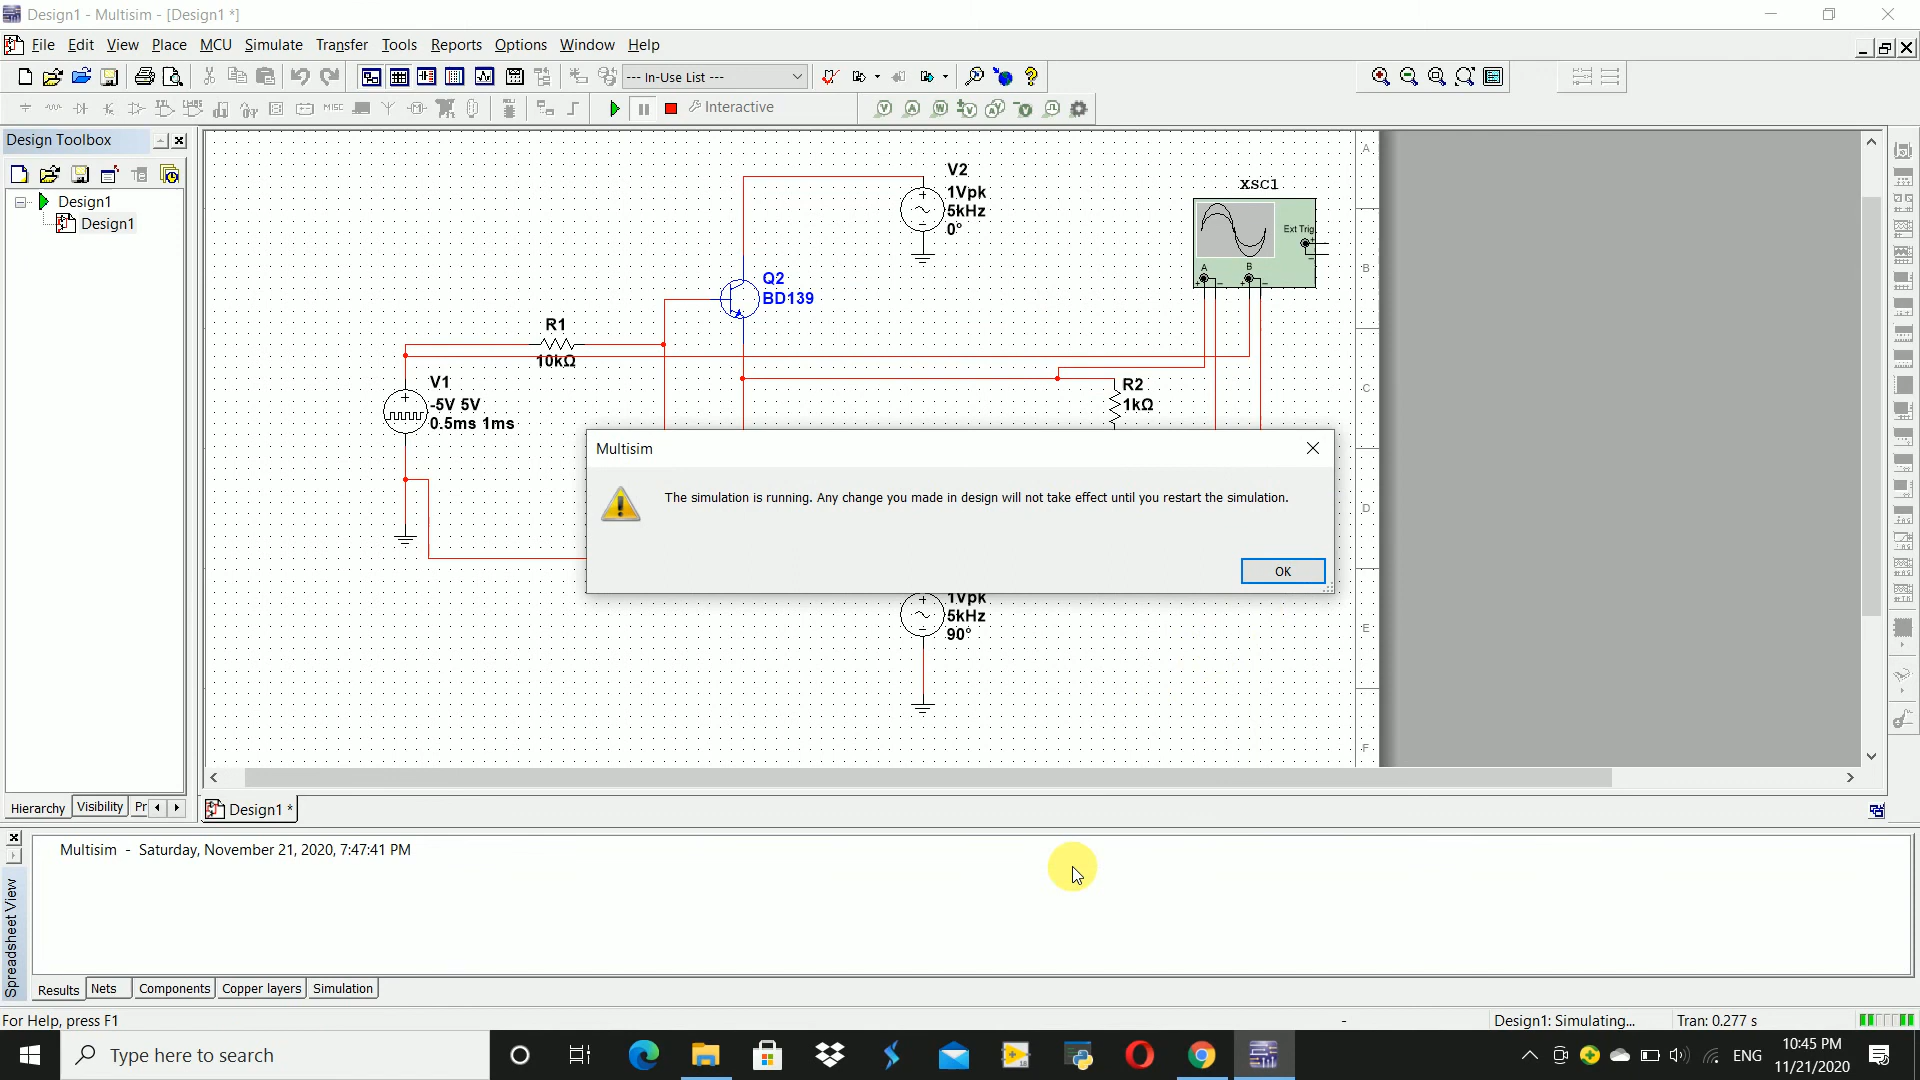 Design1 - Multisim - [Design1 *]
File Edit View Place MCU Simulate Transfer Tools Reports Options Window Help
--- In-Use List ---
MISC
Interactive
Design Toolbox
Design1
Design1
Hierarchy Visibility Pr
V2
1Vpk
5kHz
0°
XSC1
Ext Trig
A B
Q2
BD139
R1
10kΩ
V1
-5V 5V
0.5ms 1ms
R2
1kΩ
A
B
C
D
E
F
Multisim
The simulation is running. Any change you made in design will not take effect until you restart the simulation.
OK
1Vpk
5kHz
90°
Design1 *
Spreadsheet View
Multisim - Saturday, November 21, 2020, 7:47:41 PM
Results Nets Components Copper layers Simulation
For Help, press F1
-
Design1: Simulating...
Tran: 0.277 s
Type here to search
ENG
10:45 PM
11/21/2020